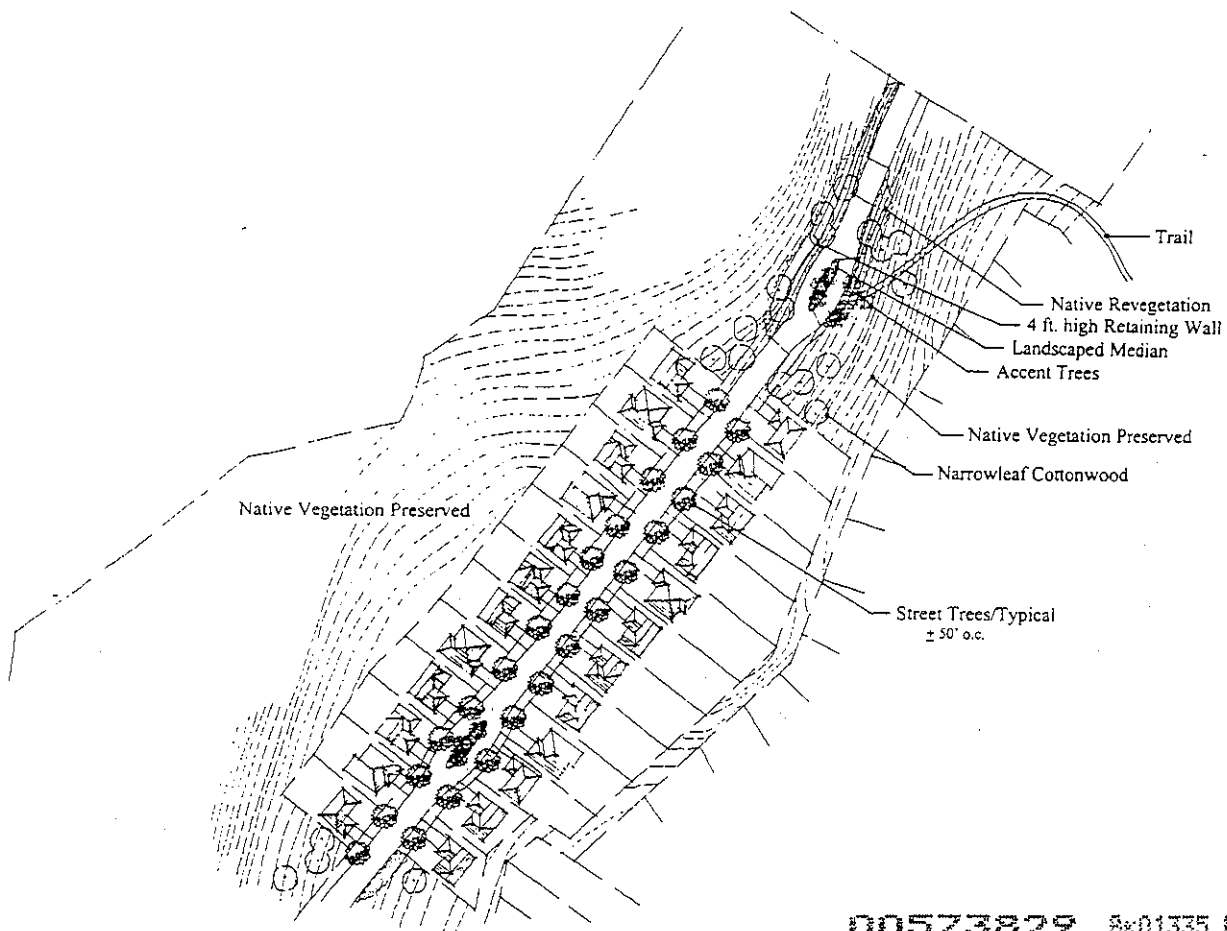 Trail
Native Revegetation
4 ft. high Retaining Wall
Landscaped Median
Accent Trees
Native Vegetation Preserved
Narrowleaf Cottonwood
Native Vegetation Preserved
Street Trees/Typical
± 50' o.c.
00573829 Bk01335